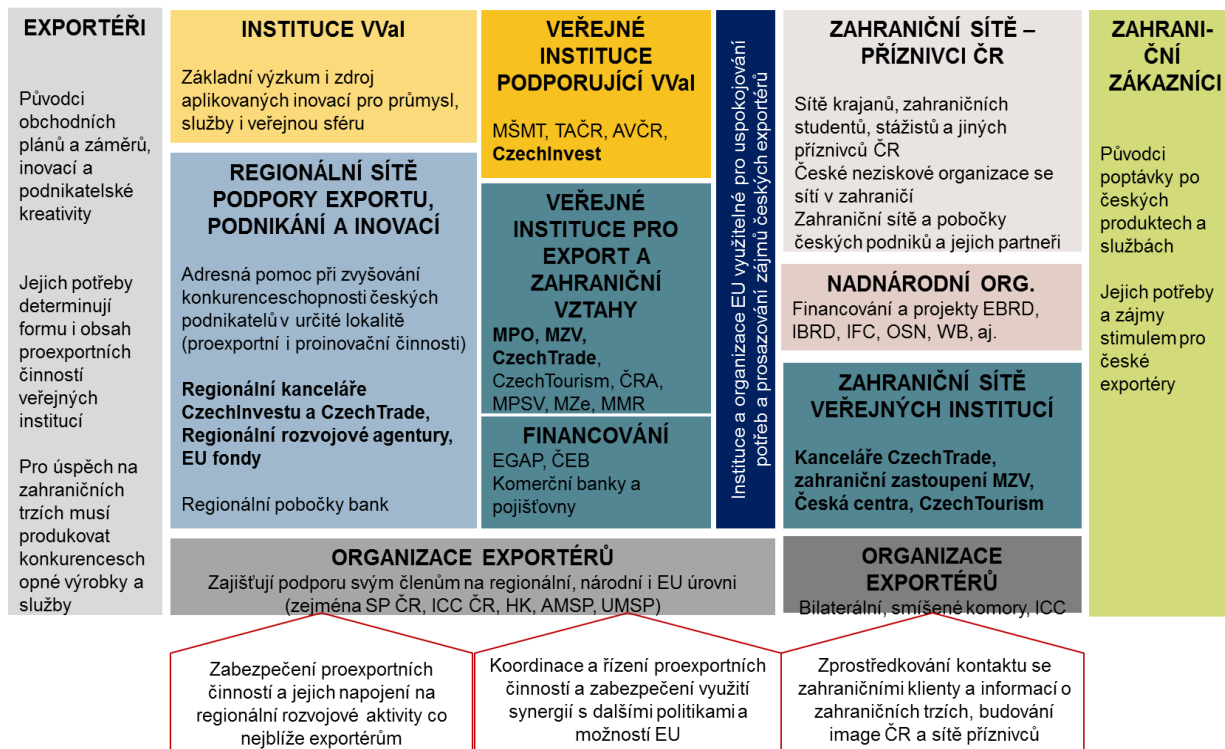 EXPORTÉŘI
Původci
obchodních
plánů a záměrů,
inovací a
podnikatelské
kreativity
Jejich potřeby
determinují
formu i obsah
proexportních
činností
veřejných
institucí
Pro úspěch na
zahraničních
trzích musí
produkovat
konkurencesch
opné výrobky a
služby
INSTITUCE VVaI
Základní výzkum i zdroj
aplikovaných inovací pro průmysl,
služby i veřejnou sféru
REGIONÁLNÍ SÍTĚ
PODPORY EXPORTU,
PODNIKÁNÍ A INOVACÍ
Adresná pomoc při zvyšování
konkurenceschopnosti českých
podnikatelů v určité lokalitě
(proexportní i proinovační činnosti)
Regionální kanceláře
CzechInvestu a CzechTrade,
Regionální rozvojové agentury,
EU fondy
Regionální pobočky bank
VEŘEJNÉ
INSTITUCE
PODPORUJÍCÍ VVaI
MŠMT, TAČR, AVČR,
CzechInvest
VEŘEJNÉ
INSTITUCE PRO
EXPORT A
ZAHRANIČNÍ
VZTAHY
MPO, MZV,
CzechTrade,
CzechTourism, ČRA,
MPSV, MZe, MMR
FINANCOVÁNÍ
EGAP, ČEB
Komerční banky a
pojišťovny
Instituce a organizace EU využitelné pro uspokojování
potřeb a prosazování zájmů českých exportérů
ZAHRANIČNÍ SÍTĚ –
PŘÍZNIVCI ČR
Sítě krajanů, zahraničních
studentů, stážistů a jiných
příznivců ČR
České neziskové organizace se
sítí v zahraničí
Zahraniční sítě a pobočky
českých podniků a jejich partneři
NADNÁRODNÍ ORG.
Financování a projekty EBRD,
IBRD, IFC, OSN, WB, aj.
ZAHRANIČNÍ SÍTĚ
VEŘEJNÝCH INSTITUCÍ
Kanceláře CzechTrade,
zahraniční zastoupení MZV,
Česká centra, CzechTourism
ZAHRANI-
ČNÍ
ZÁKAZNÍCI
Původci
poptávky po
českých
produktech a
službách
Jejich potřeby
a zájmy
stimulem pro
české
exportéry
ORGANIZACE EXPORTÉRŮ
Zajišťují podporu svým členům na regionální, národní i EU úrovni
(zejména SP ČR, ICC ČR, HK, AMSP, UMSP)
ORGANIZACE
EXPORTÉRŮ
Bilaterální, smíšené komory, ICC
Zabezpečení proexportních
činností a jejich napojení na
regionální rozvojové aktivity co
nejblíže exportérům
Koordinace a řízení proexportních
činností a zabezpečení využití
synergií s dalšími politikami a
možností EU
Zprostředkování kontaktu se
zahraničními klienty a informací o
zahraničních trzích, budování
image ČR a sítě příznivců